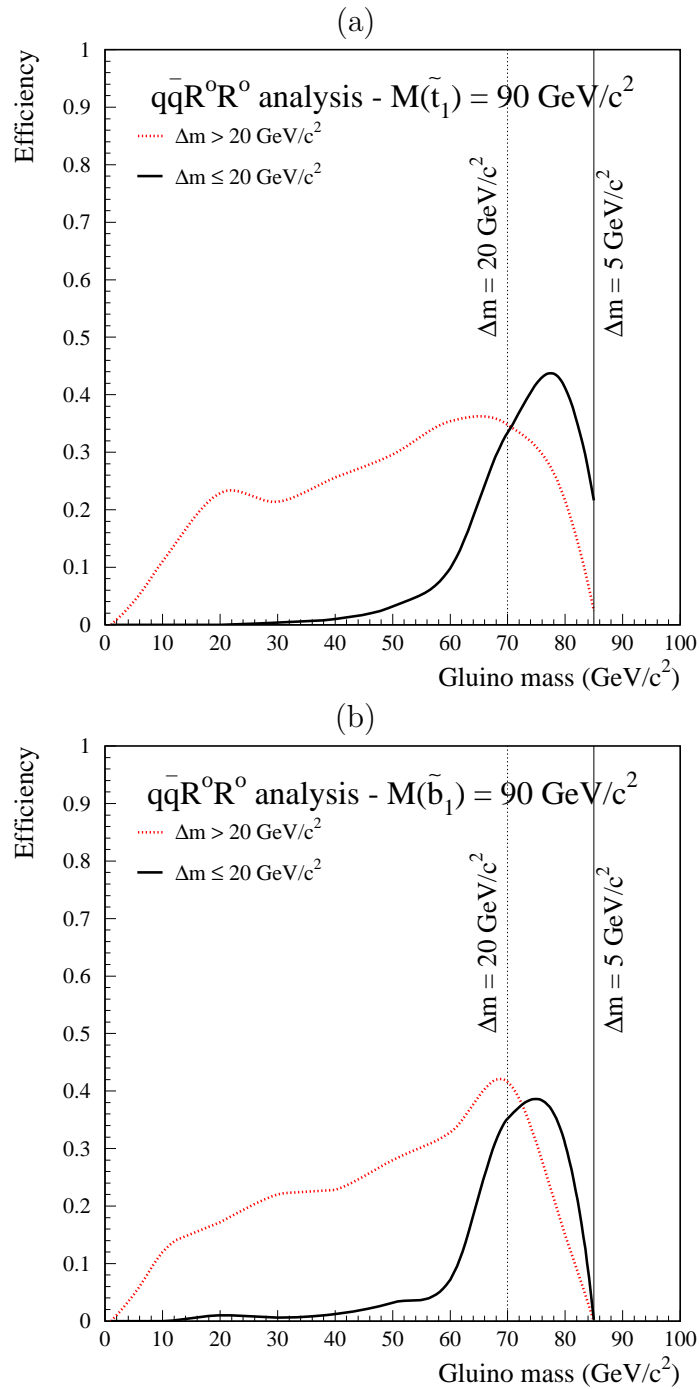 (a)
Efficiency
qq̄R⁰R⁰ analysis - M(t̃₁) = 90 GeV/c²
Δm > 20 GeV/c²
Δm ≤ 20 GeV/c²
Δm = 20 GeV/c²
Δm = 5 GeV/c²
1
0.9
0.8
0.7
0.6
0.5
0.4
0.3
0.2
0.1
0
0 10 20 30 40 50 60 70 80 90 100
Gluino mass (GeV/c²)
(b)
Efficiency
qq̄R⁰R⁰ analysis - M(b̃₁) = 90 GeV/c²
Δm > 20 GeV/c²
Δm ≤ 20 GeV/c²
Δm = 20 GeV/c²
Δm = 5 GeV/c²
1
0.9
0.8
0.7
0.6
0.5
0.4
0.3
0.2
0.1
0
0 10 20 30 40 50 60 70 80 90 100
Gluino mass (GeV/c²)